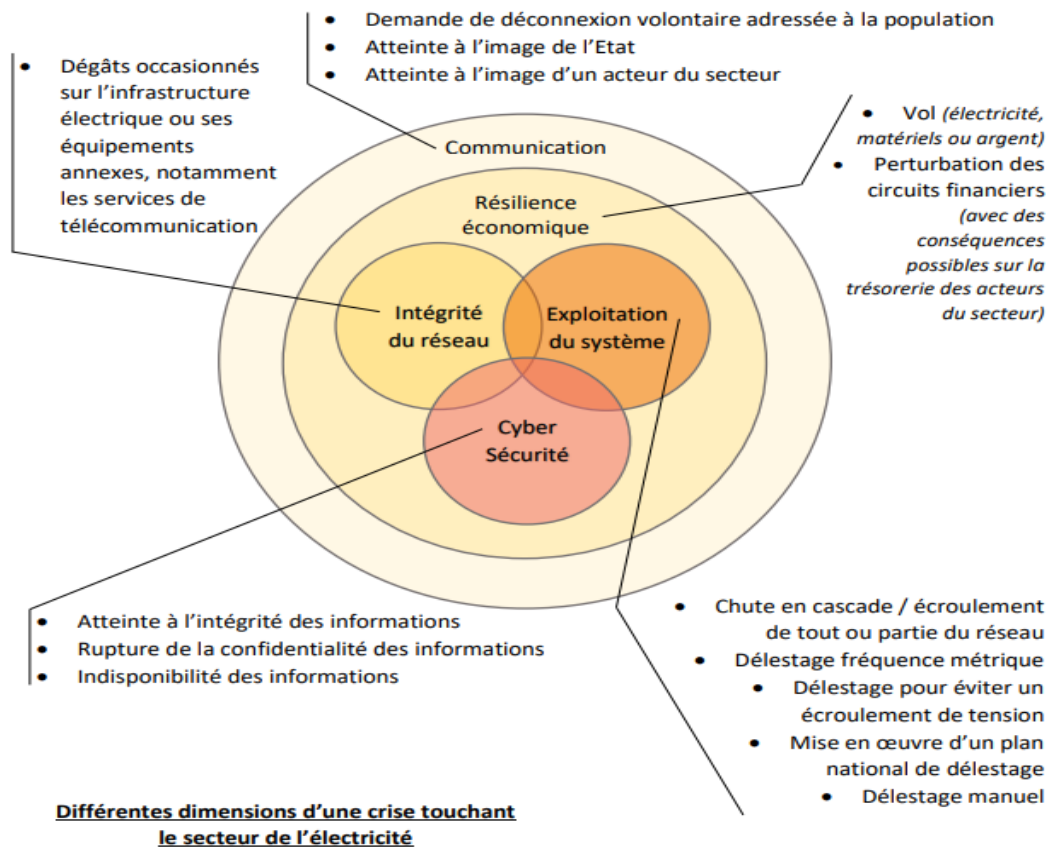 • Demande de déconnexion volontaire adressée à la population
• Atteinte à l’image de l’Etat
• Atteinte à l’image d’un acteur du secteur
• Dégâts occasionnés
sur l’infrastructure
électrique ou ses
équipements
annexes, notamment
les services de
télécommunication
• Vol (électricité,
matériels ou argent)
• Perturbation des
circuits financiers
(avec des
conséquences
possibles sur la
trésorerie des acteurs
du secteur)
Communication
Résilience
économique
Intégrité
du réseau
Exploitation
du système
Cyber
Sécurité
• Atteinte à l’intégrité des informations
• Rupture de la confidentialité des informations
• Indisponibilité des informations
• Chute en cascade / écroulement
de tout ou partie du réseau
• Délestage fréquence métrique
• Délestage pour éviter un
écroulement de tension
• Mise en œuvre d’un plan
national de délestage
• Délestage manuel
Différentes dimensions d’une crise touchant
le secteur de l’électricité